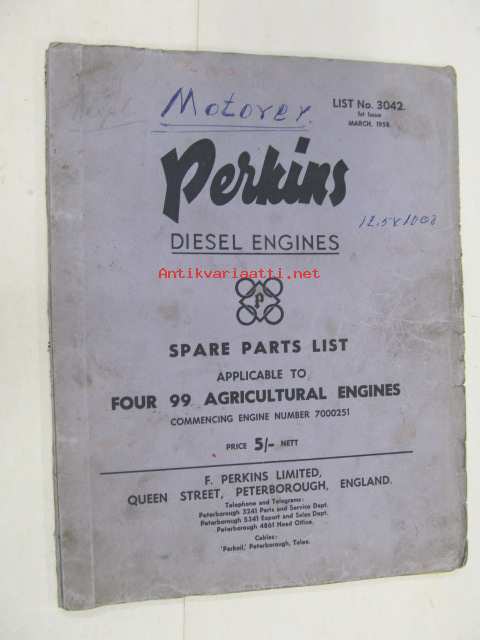 Motorer
LIST No. 3042.
1st Issue
MARCH, 1958.
Perkins
12.5x1000
DIESEL ENGINES
Antikvariaatti.net
P
SPARE PARTS LIST
APPLICABLE TO
FOUR 99 AGRICULTURAL ENGINES
COMMENCING ENGINE NUMBER 7000251
PRICE 5/- NETT
F. PERKINS LIMITED,
QUEEN STREET, PETERBOROUGH, ENGLAND.
Telephone and Telegrams:
Peterborough 3241 Parts and Service Dept.
Peterborough 5341 Export and Sales Dept.
Peterborough 4861 Head Office.
Cables:
'Perkoil,' Peterborough, Telex.